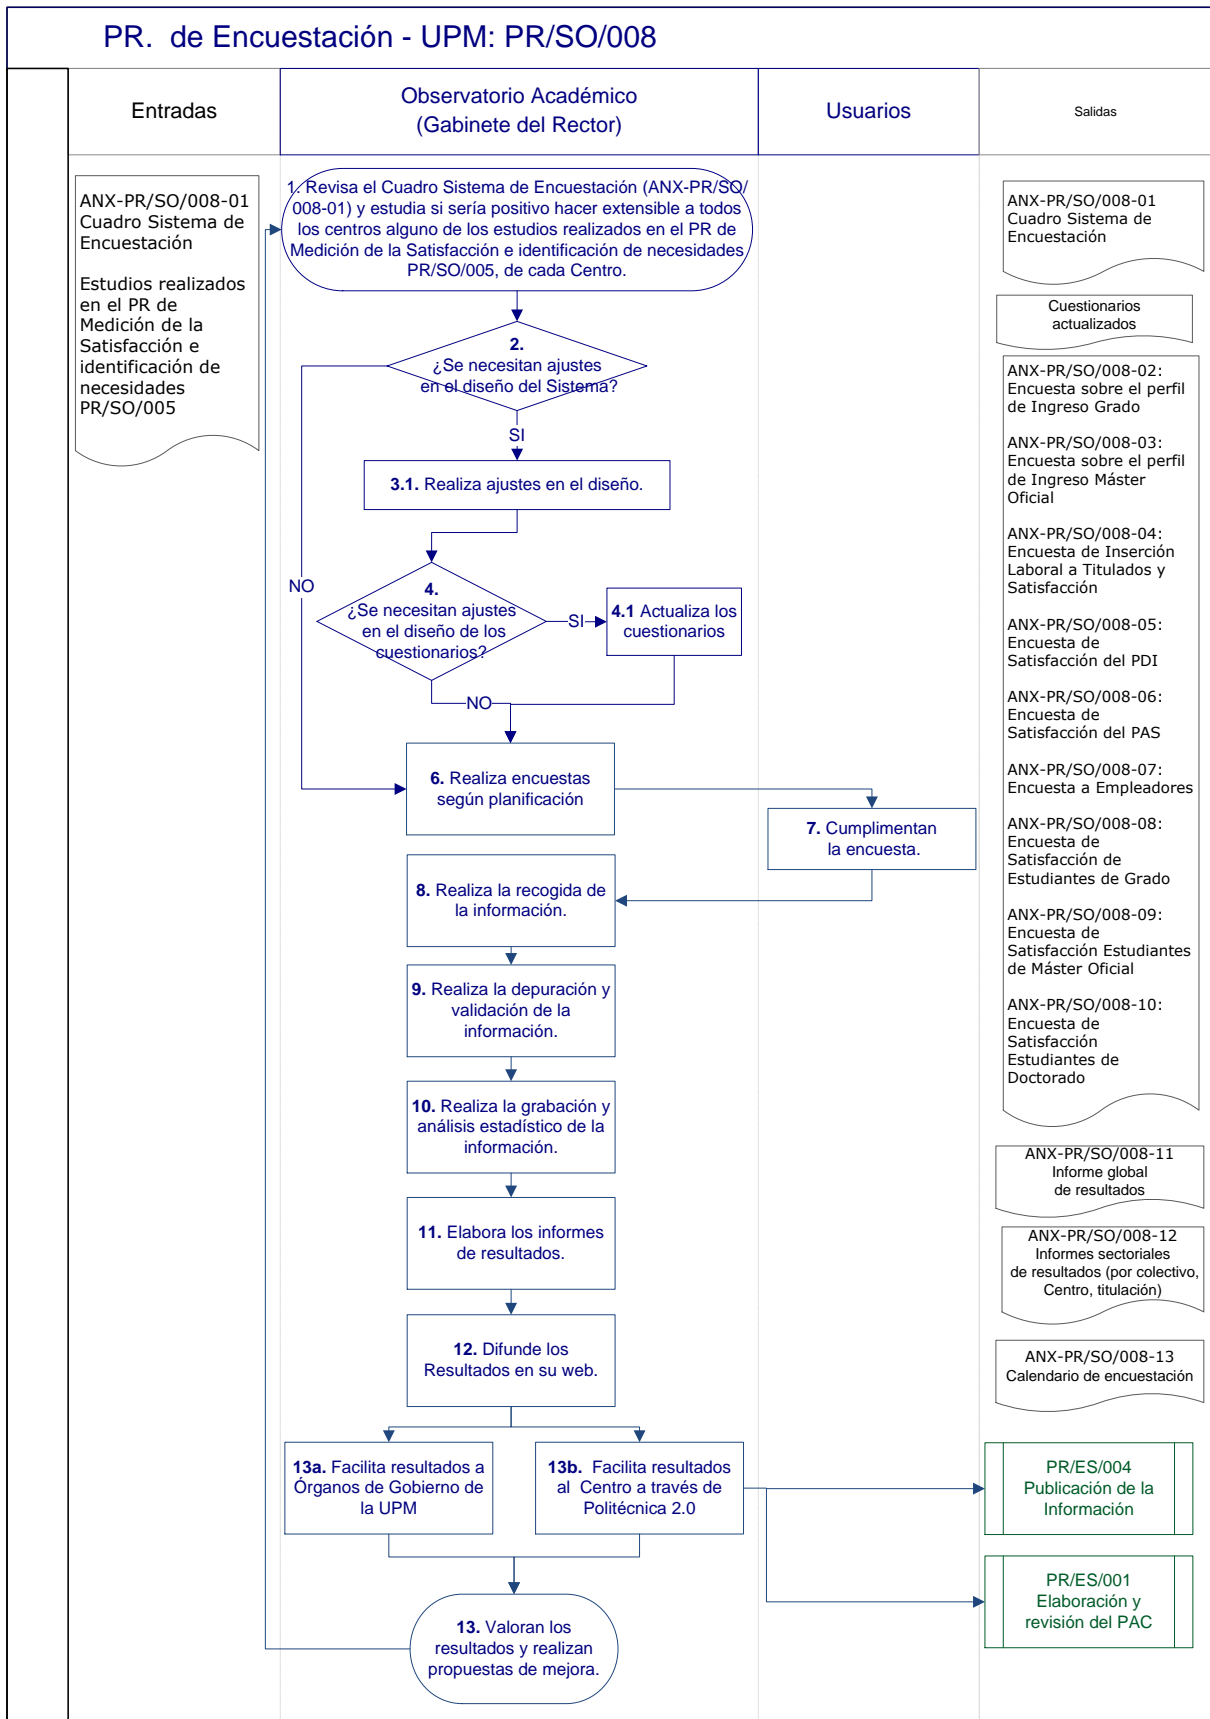 PR. de Encuestación - UPM: PR/SO/008
Entradas
Observatorio Académico
(Gabinete del Rector)
Usuarios
Salidas
ANX-PR/SO/008-01
Cuadro Sistema de
Encuestación
Estudios realizados
en el PR de
Medición de la
Satisfacción e
identificación de
necesidades
PR/SO/005
1. Revisa el Cuadro Sistema de Encuestación (ANX-PR/SO/
008-01) y estudia si sería positivo hacer extensible a todos
los centros alguno de los estudios realizados en el PR de
Medición de la Satisfacción e identificación de necesidades
PR/SO/005, de cada Centro.
2.
¿Se necesitan ajustes
en el diseño del Sistema?
SI
NO
3.1. Realiza ajustes en el diseño.
4.
¿Se necesitan ajustes
en el diseño de los
cuestionarios?
SI
4.1 Actualiza los
cuestionarios
NO
6. Realiza encuestas
según planificación
7. Cumplimentan
la encuesta.
8. Realiza la recogida de
la información.
9. Realiza la depuración y
validación de la
información.
10. Realiza la grabación y
análisis estadístico de la
información.
11. Elabora los informes
de resultados.
12. Difunde los
Resultados en su web.
13a. Facilita resultados a
Órganos de Gobierno de
la UPM
13b. Facilita resultados
al Centro a través de
Politécnica 2.0
13. Valoran los
resultados y realizan
propuestas de mejora.
ANX-PR/SO/008-01
Cuadro Sistema de
Encuestación
Cuestionarios
actualizados
ANX-PR/SO/008-02:
Encuesta sobre el perfil
de Ingreso Grado
ANX-PR/SO/008-03:
Encuesta sobre el perfil
de Ingreso Máster
Oficial
ANX-PR/SO/008-04:
Encuesta de Inserción
Laboral a Titulados y
Satisfacción
ANX-PR/SO/008-05:
Encuesta de
Satisfacción del PDI
ANX-PR/SO/008-06:
Encuesta de
Satisfacción del PAS
ANX-PR/SO/008-07:
Encuesta a Empleadores
ANX-PR/SO/008-08:
Encuesta de
Satisfacción de
Estudiantes de Grado
ANX-PR/SO/008-09:
Encuesta de
Satisfacción Estudiantes
de Máster Oficial
ANX-PR/SO/008-10:
Encuesta de
Satisfacción
Estudiantes de
Doctorado
ANX-PR/SO/008-11
Informe global
de resultados
ANX-PR/SO/008-12
Informes sectoriales
de resultados (por colectivo,
Centro, titulación)
ANX-PR/SO/008-13
Calendario de encuestación
PR/ES/004
Publicación de la
Información
PR/ES/001
Elaboración y
revisión del PAC